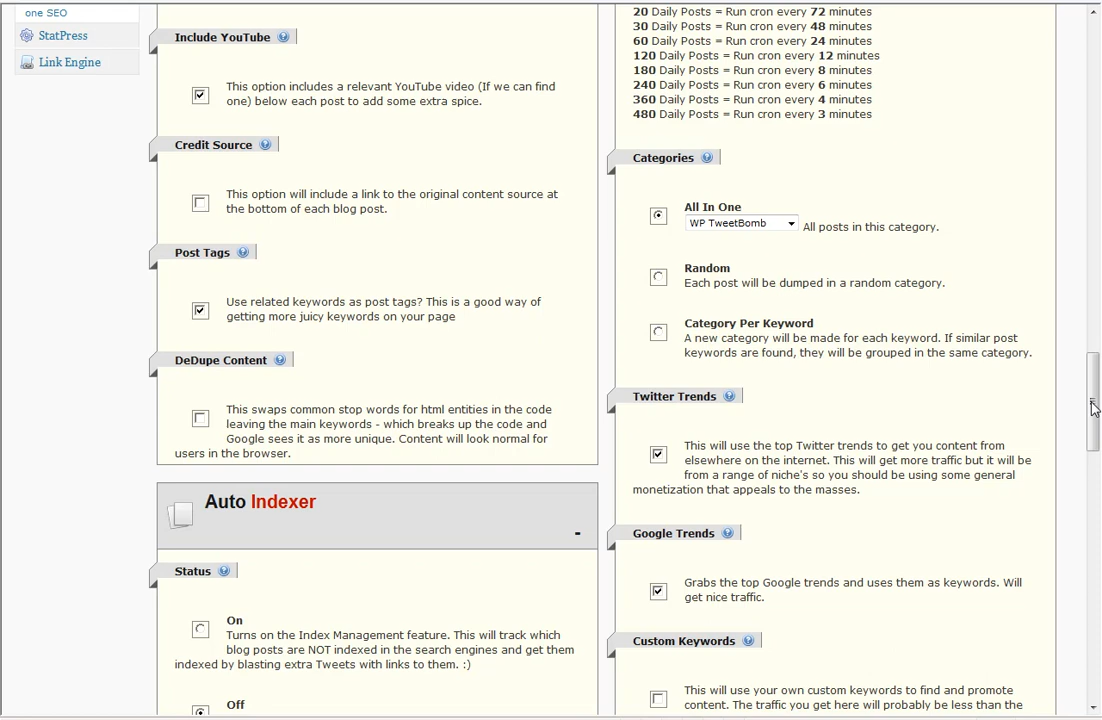 one SEO
StatPress
Link Engine
Include YouTube
This option includes a relevant YouTube video (If we can find
one) below each post to add some extra spice.
Credit Source
This option will include a link to the original content source at
the bottom of each blog post.
Post Tags
Use related keywords as post tags? This is a good way of
getting more juicy keywords on your page
DeDupe Content
This swaps common stop words for html entities in the code
leaving the main keywords - which breaks up the code and
Google sees it as more unique. Content will look normal for
users in the browser.
Auto Indexer
-
Status
On
Turns on the Index Management feature. This will track which
blog posts are NOT indexed in the search engines and get them
indexed by blasting extra Tweets with links to them. :)
Off
20 Daily Posts = Run cron every 72 minutes
30 Daily Posts = Run cron every 48 minutes
60 Daily Posts = Run cron every 24 minutes
120 Daily Posts = Run cron every 12 minutes
180 Daily Posts = Run cron every 8 minutes
240 Daily Posts = Run cron every 6 minutes
360 Daily Posts = Run cron every 4 minutes
480 Daily Posts = Run cron every 3 minutes
Categories
All In One
WP TweetBomb All posts in this category.
Random
Each post will be dumped in a random category.
Category Per Keyword
A new category will be made for each keyword. If similar post
keywords are found, they will be grouped in the same category.
Twitter Trends
This will use the top Twitter trends to get you content from
elsewhere on the internet. This will get more traffic but it will be
from a range of niche's so you should be using some general
monetization that appeals to the masses.
Google Trends
Grabs the top Google trends and uses them as keywords. Will
get nice traffic.
Custom Keywords
This will use your own custom keywords to find and promote
content. The traffic you get here will probably be less than the